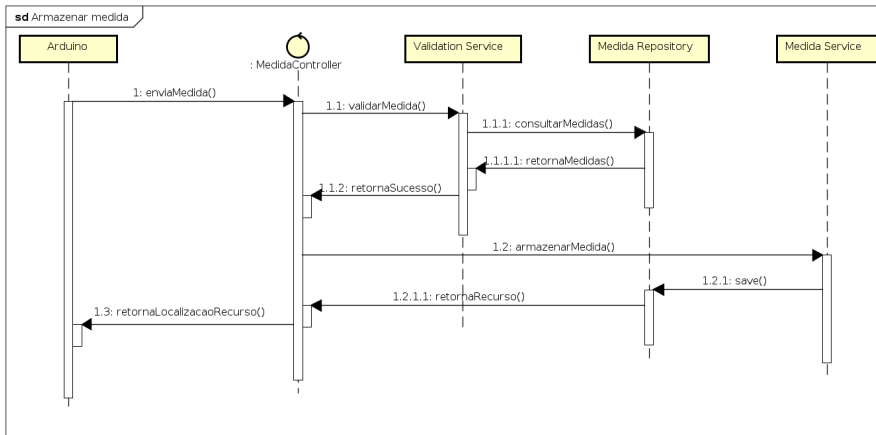 sd Armazenar medida
Arduino
: MedidaController
Validation Service
Medida Repository
Medida Service
1: enviaMedida()
1.1: validarMedida()
1.1.1: consultarMedidas()
1.1.1.1: retornaMedidas()
1.1.2: retornaSucesso()
1.2: armazenarMedida()
1.2.1: save()
1.2.1.1: retornaRecurso()
1.3: retornaLocalizacaoRecurso()